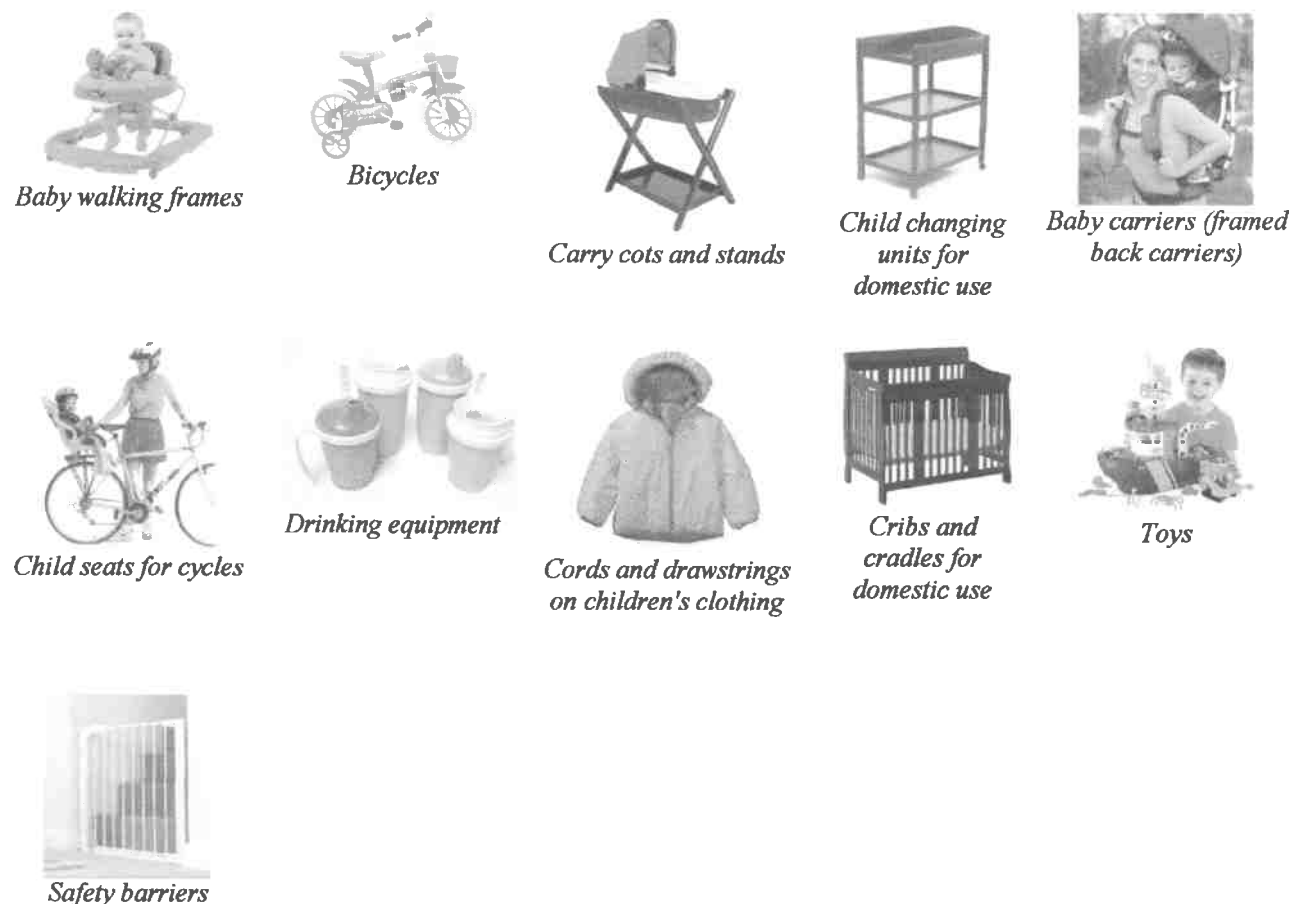 Baby walking frames
Bicycles
Carry cots and stands
Child changing
units for
domestic use
Baby carriers (framed
back carriers)
Child seats for cycles
Drinking equipment
Cords and drawstrings
on children's clothing
Cribs and
cradles for
domestic use
Toys
Safety barriers